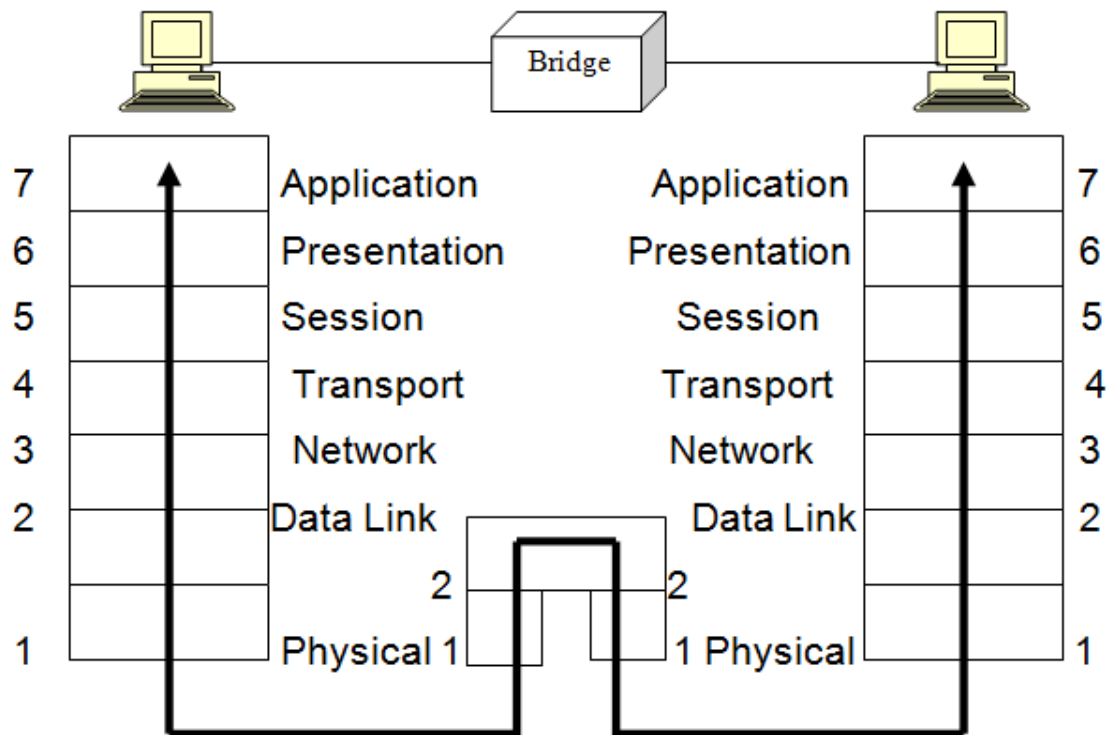 Bridge
7 Application Application 7
6 Presentation Presentation 6
5 Session Session 5
4 Transport Transport 4
3 Network Network 3
2 Data Link Data Link 2
2 2
1 Physical 1 1 Physical 1